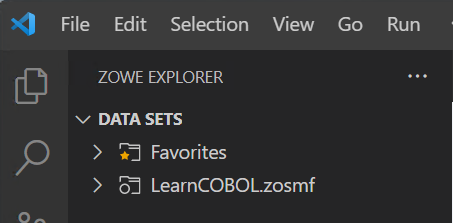 File Edit Selection View Go Run
ZOWE EXPLORER
DATA SETS
Favorites
LearnCOBOL.zosmf